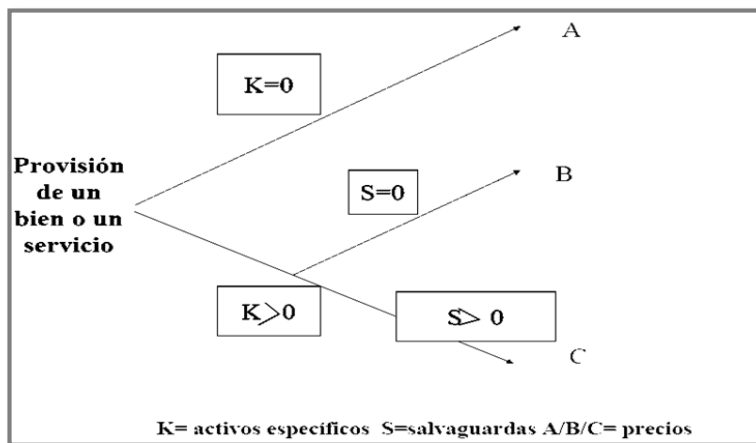 A
K=0
Provisión
de un
bien o un
servicio
S=0
B
K>0
S> 0
C
K= activos específicos S=salvaguardas A/B/C= precios